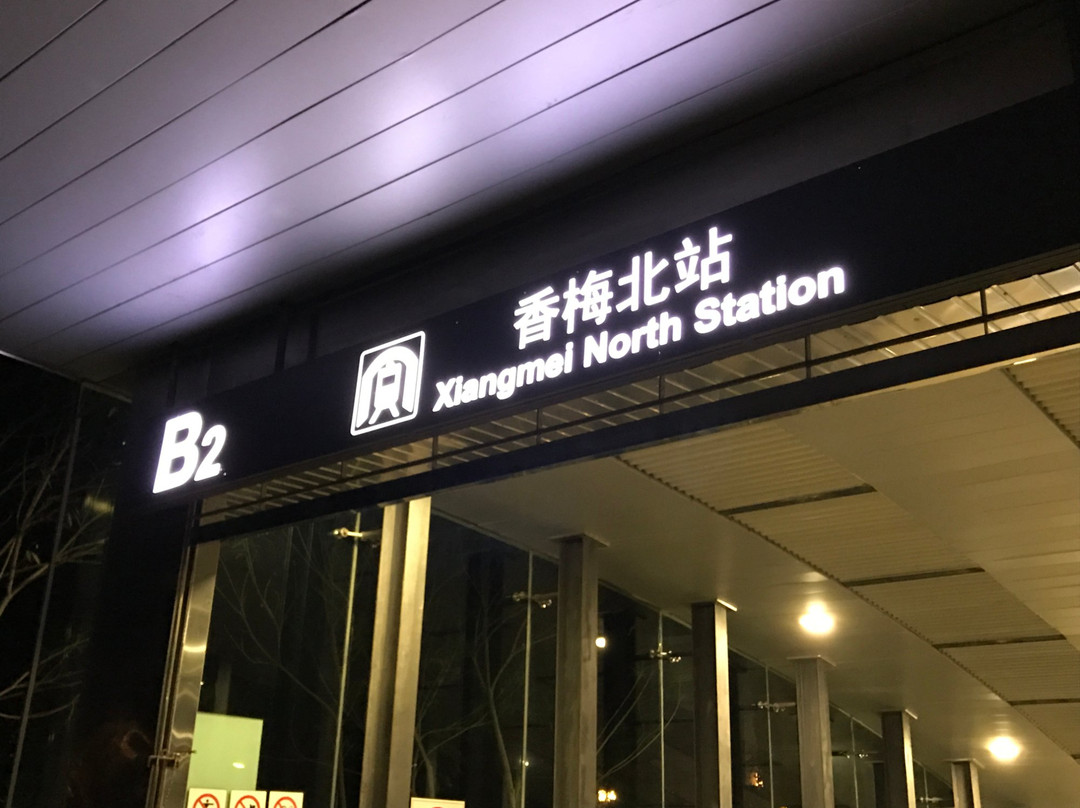 香梅北站
Xiangmei North Station
B2